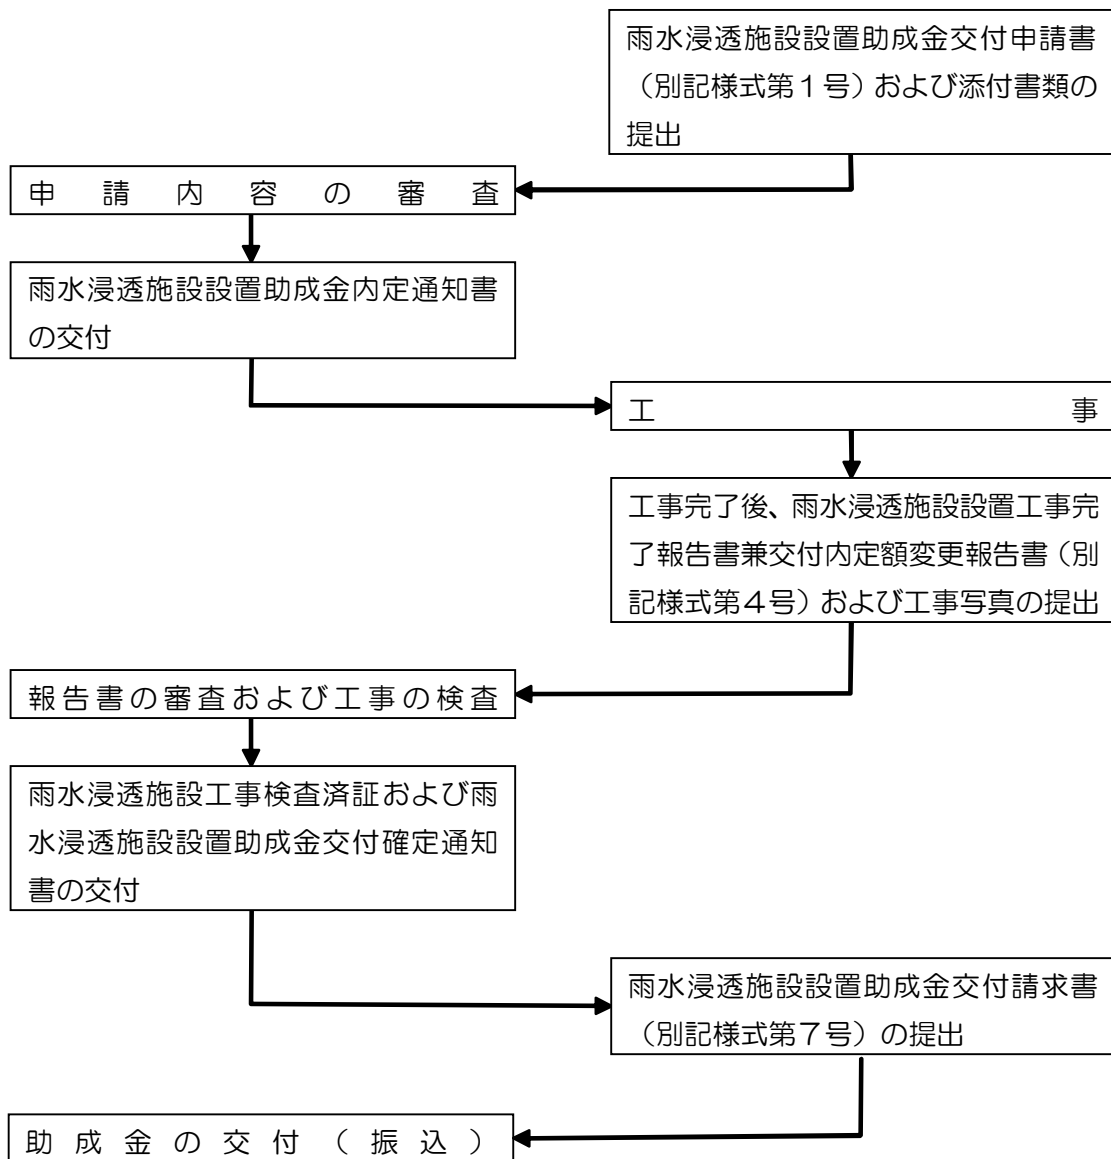 雨水浸透施設設置助成金交付申請書
（別記様式第１号）および添付書類の
提出
申請内容の審査
雨水浸透施設設置助成金内定通知書
の交付
工事
工事完了後、雨水浸透施設設置工事完
了報告書兼交付内定額変更報告書（別
記様式第４号）および工事写真の提出
報告書の審査および工事の検査
雨水浸透施設工事検査済証および雨
水浸透施設設置助成金交付確定通知
書の交付
雨水浸透施設設置助成金交付請求書
（別記様式第７号）の提出
助成金の交付（振込）